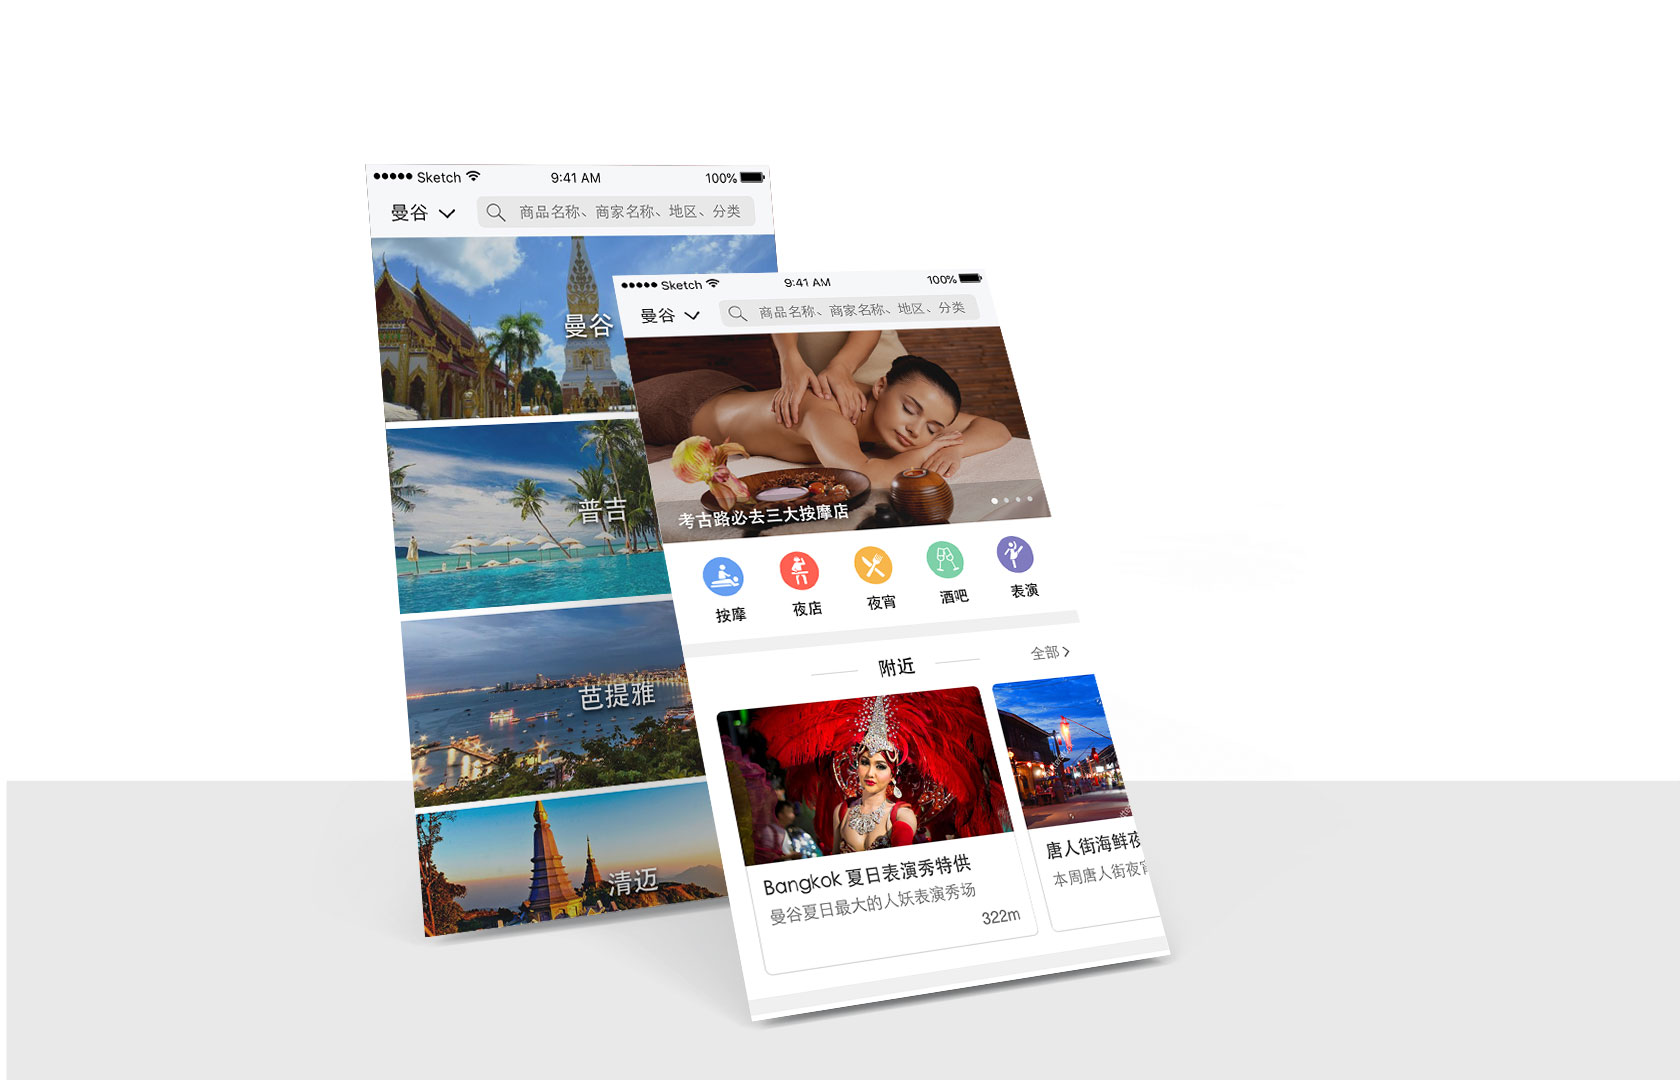 Sketch 9:41 AM 100%
曼谷 商品名称、商家名称、地区、分类
曼谷
普吉
芭提雅
清迈
Sketch 9:41 AM 100%
曼谷 商品名称、商家名称、地区、分类
考古路必去三大按摩店
按摩 夜店 夜宵 酒吧 表演
附近 全部
Bangkok 夏日表演秀特供
曼谷夏日最大的人妖表演秀场
322m
唐人街海鲜夜
本周唐人街夜宵